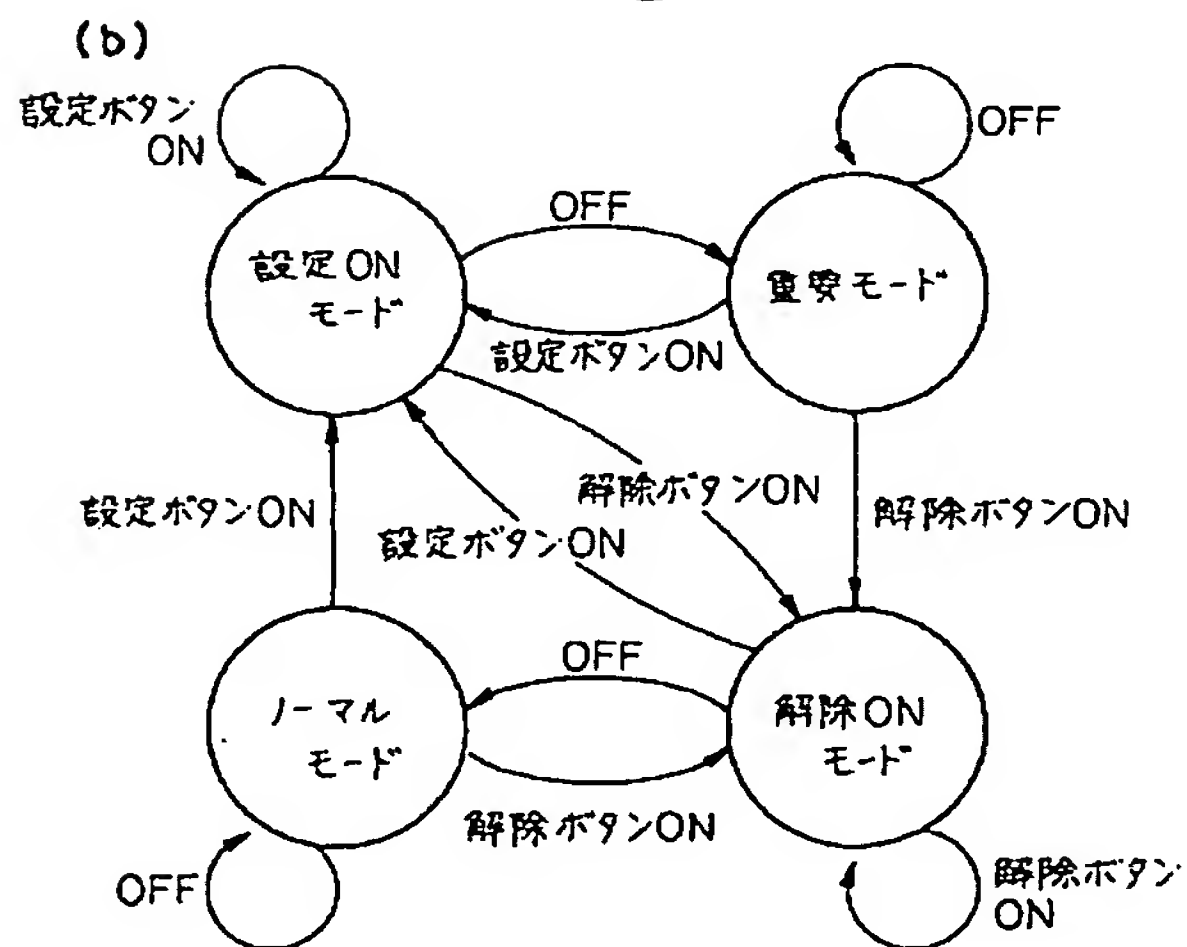 (b)
設定ボタン
ON
OFF
OFF
設定ON
モード
重要モード
設定ボタンON
設定ボタンON
解除ボタンON
解除ボタンON
設定ボタンON
OFF
ノーマル
モード
解除ON
モード
解除ボタンON
OFF
解除ボタン
ON